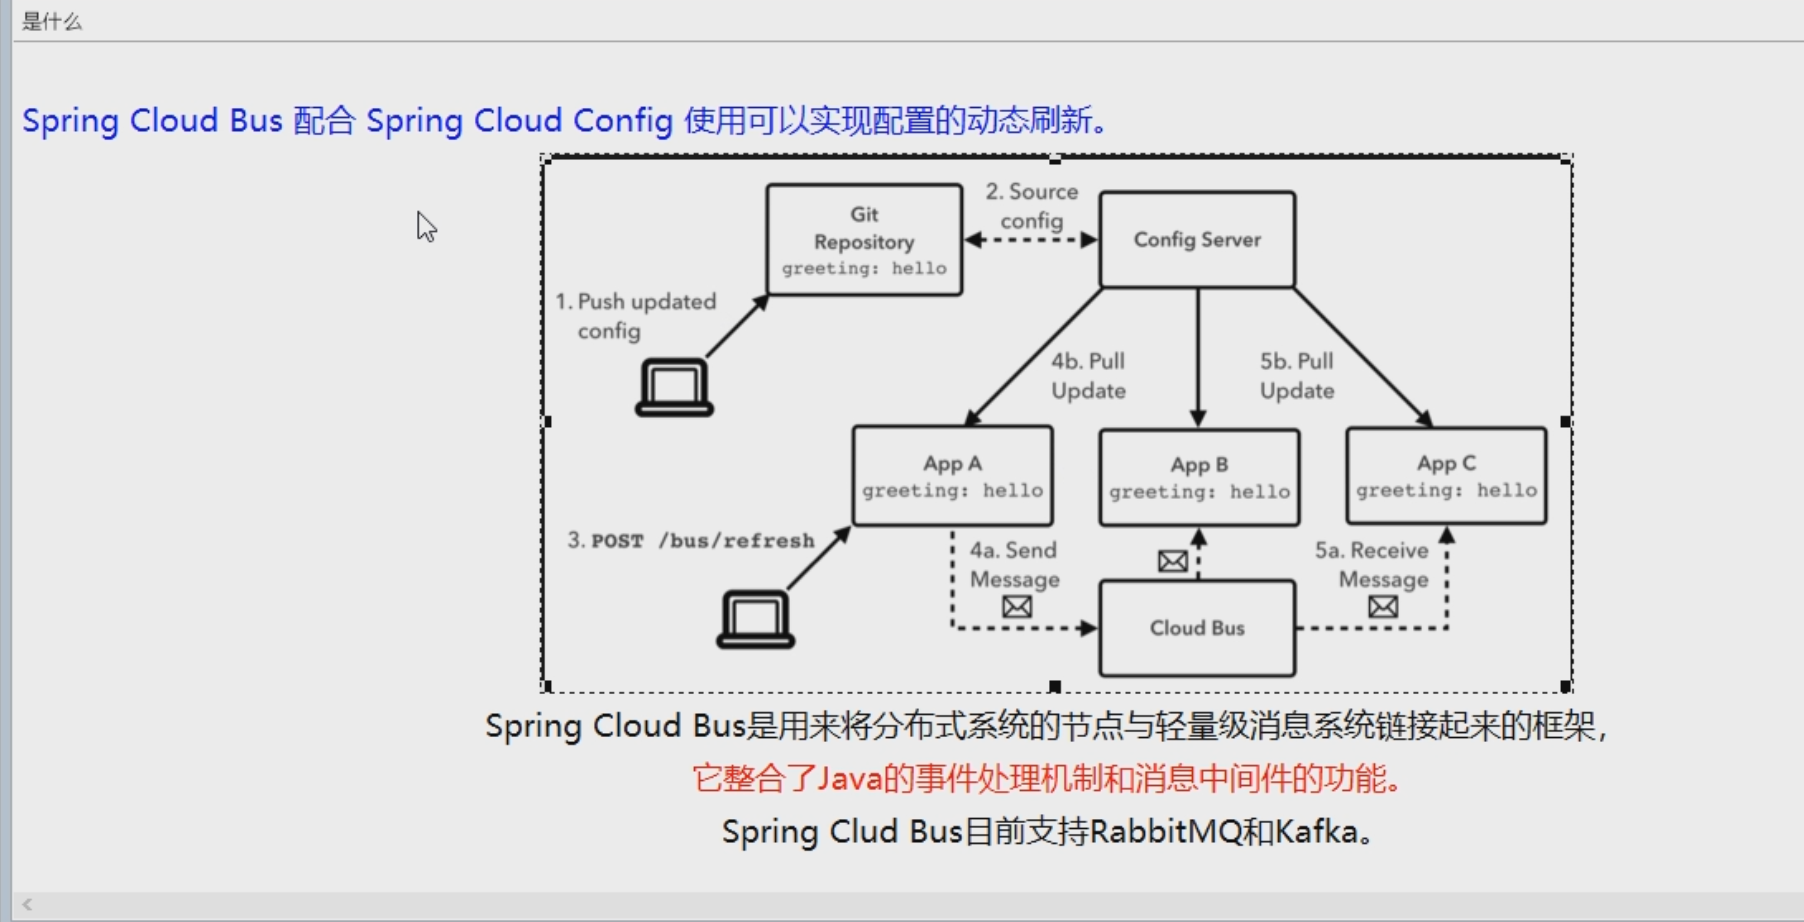 是什么
Spring Cloud Bus 配合 Spring Cloud Config 使用可以实现配置的动态刷新。
Git
Repository
greeting: hello
2. Source
config
Config Server
1. Push updated
config
4b. Pull
Update
5b. Pull
Update
App A
greeting: hello
App B
greeting: hello
App C
greeting: hello
3. POST /bus/refresh
4a. Send
Message
5a. Receive
Message
Cloud Bus
Spring Cloud Bus是用来将分布式系统的节点与轻量级消息系统链接起来的框架，
它整合了Java的事件处理机制和消息中间件的功能。
Spring Clud Bus目前支持RabbitMQ和Kafka。